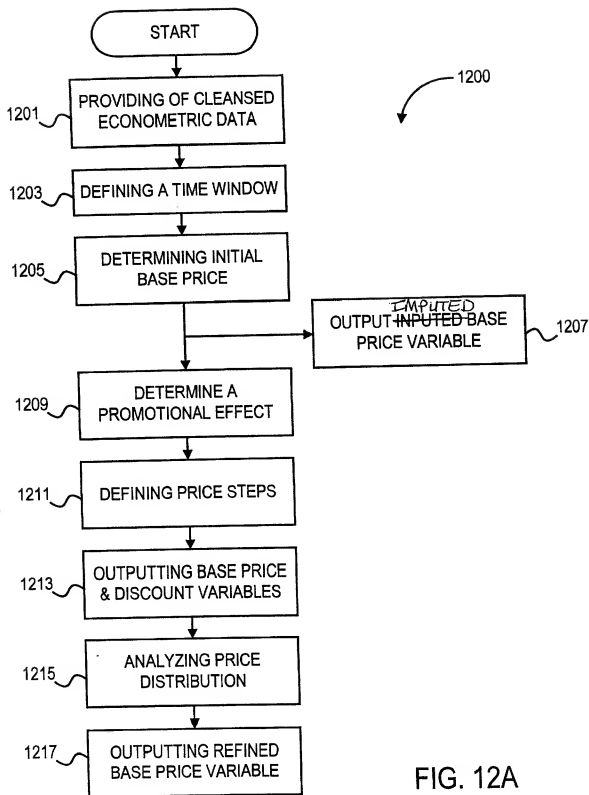 START
1200
1201
PROVIDING OF CLEANSED
ECONOMETRIC DATA
1203
DEFINING A TIME WINDOW
1205
DETERMINING INITIAL
BASE PRICE
IMPUTED
OUTPUT INPUTED BASE
PRICE VARIABLE
1207
1209
DETERMINE A
PROMOTIONAL EFFECT
1211
DEFINING PRICE STEPS
1213
OUTPUTTING BASE PRICE
& DISCOUNT VARIABLES
1215
ANALYZING PRICE
DISTRIBUTION
1217
OUTPUTTING REFINED
BASE PRICE VARIABLE
FIG. 12A